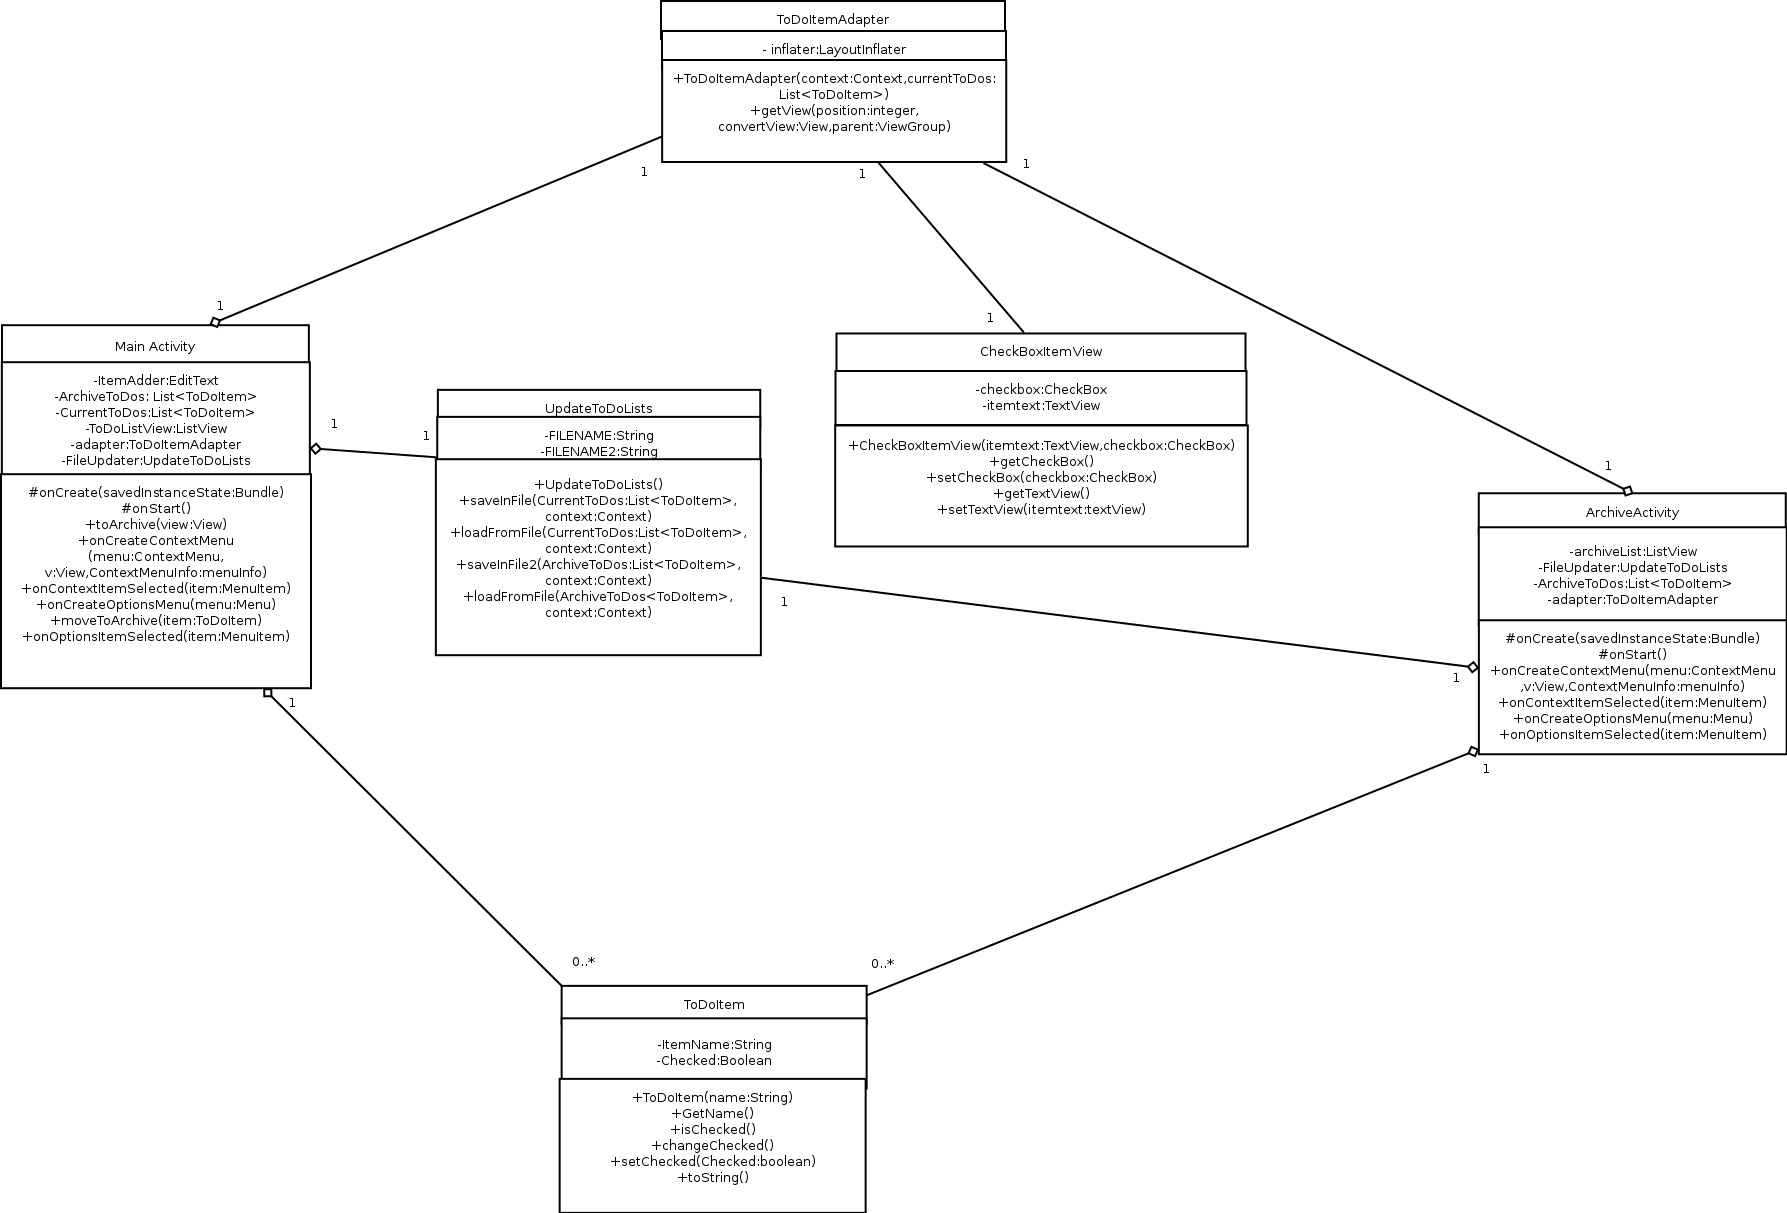 ToDoItemAdapter
- inflater:LayoutInflater
+ToDoItemAdapter(context:Context,currentToDos:
List<ToDoItem>)
+getView(position:integer,
convertView:View,parent:ViewGroup)
1
1
1
1
1
1
Main Activity
-ItemAdder:EditText
-ArchiveToDos: List<ToDoItem>
-CurrentToDos:List<ToDoItem>
-ToDoListView:ListView
-adapter:ToDoItemAdapter
-FileUpdater:UpdateToDoLists
#onCreate(savedInstanceState:Bundle)
#onStart()
+toArchive(view:View)
+onCreateContextMenu
(menu:ContextMenu,
v:View,ContextMenuInfo:menuInfo)
+onContextItemSelected(item:MenuItem)
+onCreateOptionsMenu(menu:Menu)
+moveToArchive(item:ToDoItem)
+onOptionsItemSelected(item:MenuItem)
1
1
UpdateToDoLists
-FILENAME:String
-FILENAME2:String
+UpdateToDoLists()
+saveInFile(CurrentToDos:List<ToDoItem>,
context:Context)
+loadFromFile(CurrentToDos:List<ToDoItem>,
context:Context)
+saveInFile2(ArchiveToDos:List<ToDoItem>,
context:Context)
+loadFromFile(ArchiveToDos<ToDoItem>,
context:Context)
CheckBoxItemView
-checkbox:CheckBox
-itemtext:TextView
+CheckBoxItemView(itemtext:TextView,checkbox:CheckBox)
+getCheckBox()
+setCheckBox(checkbox:CheckBox)
+getTextView()
+setTextView(itemtext:textView)
ArchiveActivity
-archiveList:ListView
-FileUpdater:UpdateToDoLists
-ArchiveToDos:List<ToDoItem>
-adapter:ToDoItemAdapter
#onCreate(savedInstanceState:Bundle)
#onStart()
+onCreateContextMenu(menu:ContextMenu
,v:View,ContextMenuInfo:menuInfo)
+onContextItemSelected(item:MenuItem)
+onCreateOptionsMenu(menu:Menu)
+onOptionsItemSelected(item:MenuItem)
1
1
1
1
0..*
0..*
ToDoItem
-ItemName:String
-Checked:Boolean
+ToDoItem(name:String)
+GetName()
+isChecked()
+changeChecked()
+setChecked(Checked:boolean)
+toString()